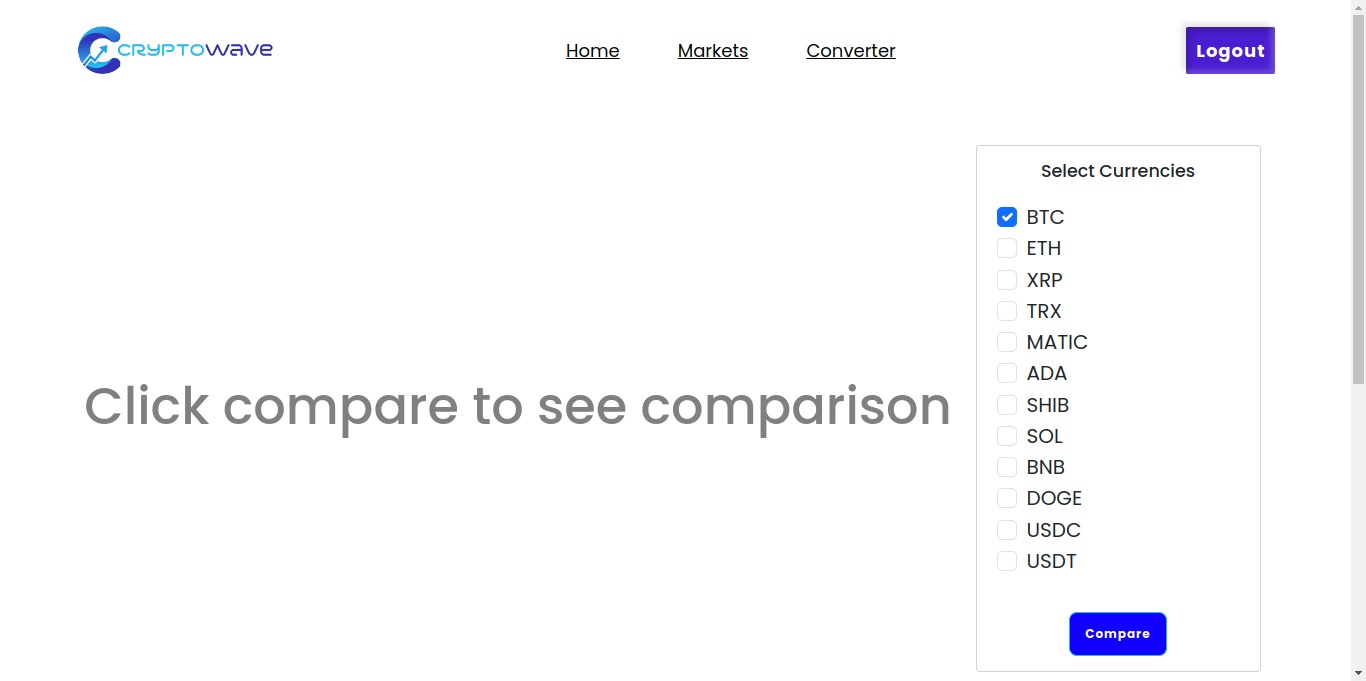 CRYPTOWAVE
Home
Markets
Converter
Logout
Click compare to see comparison
Select Currencies
BTC
ETH
XRP
TRX
MATIC
ADA
SHIB
SOL
BNB
DOGE
USDC
USDT
Compare